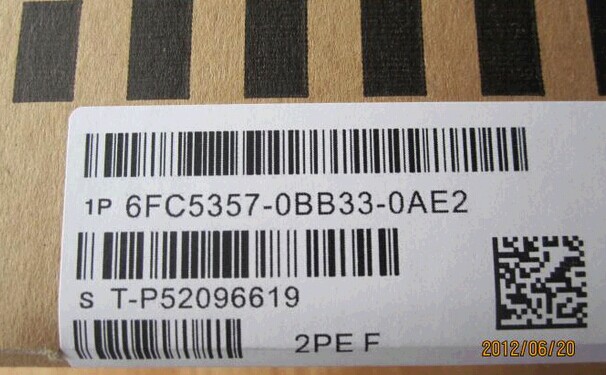 1P 6FC5357-0BB33-0AE2
S T-P52096619
2PE F
2012/06/20